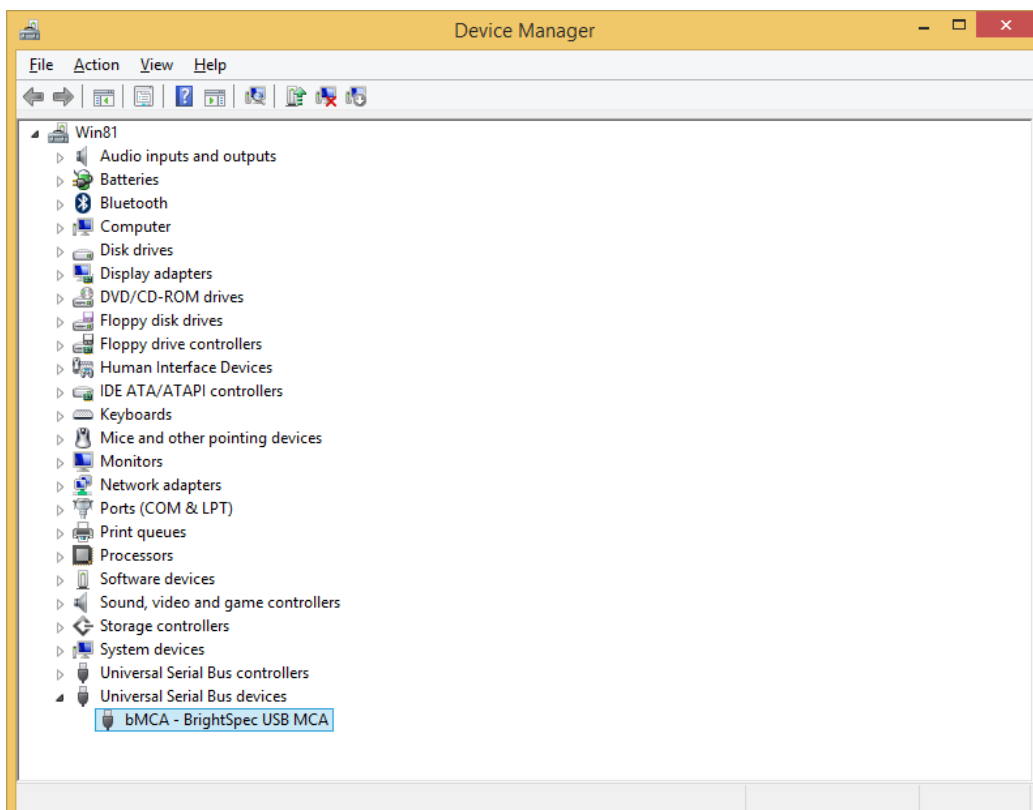 Device Manager
File Action View Help
Win81
Audio inputs and outputs
Batteries
Bluetooth
Computer
Disk drives
Display adapters
DVD/CD-ROM drives
Floppy disk drives
Floppy drive controllers
Human Interface Devices
IDE ATA/ATAPI controllers
Keyboards
Mice and other pointing devices
Monitors
Network adapters
Ports (COM & LPT)
Print queues
Processors
Software devices
Sound, video and game controllers
Storage controllers
System devices
Universal Serial Bus controllers
Universal Serial Bus devices
bMCA - BrightSpec USB MCA